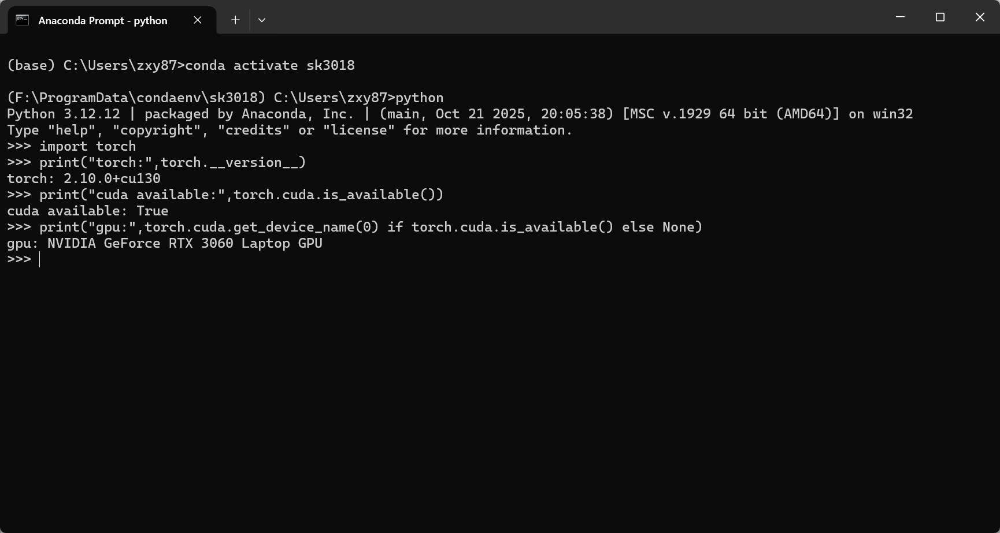 Anaconda Prompt - python
(base) C:\Users\zxy87>conda activate sk3018
(F:\ProgramData\condaenv\sk3018) C:\Users\zxy87>python
Python 3.12.12 | packaged by Anaconda, Inc. | (main, Oct 21 2025, 20:05:38) [MSC v.1929 64 bit (AMD64)] on win32
Type "help", "copyright", "credits" or "license" for more information.
>>> import torch
>>> print("torch:",torch.__version__)
torch: 2.10.0+cu130
>>> print("cuda available:",torch.cuda.is_available())
cuda available: True
>>> print("gpu:",torch.cuda.get_device_name(0) if torch.cuda.is_available() else None)
gpu: NVIDIA GeForce RTX 3060 Laptop GPU
>>>